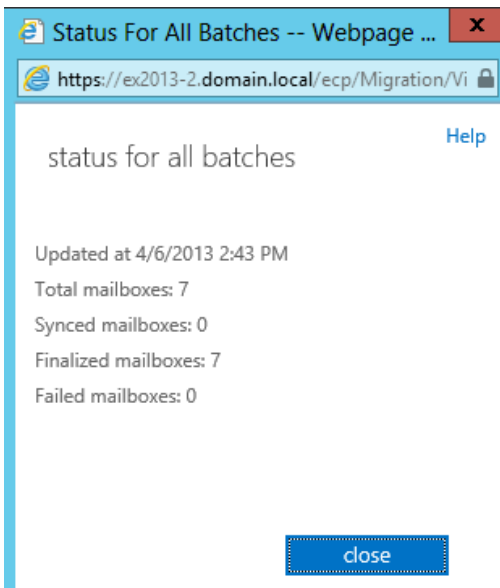 Status For All Batches -- Webpage ...
x
https://ex2013-2.domain.local/ecp/Migration/Vi
Help
status for all batches
Updated at 4/6/2013 2:43 PM
Total mailboxes: 7
Synced mailboxes: 0
Finalized mailboxes: 7
Failed mailboxes: 0
close